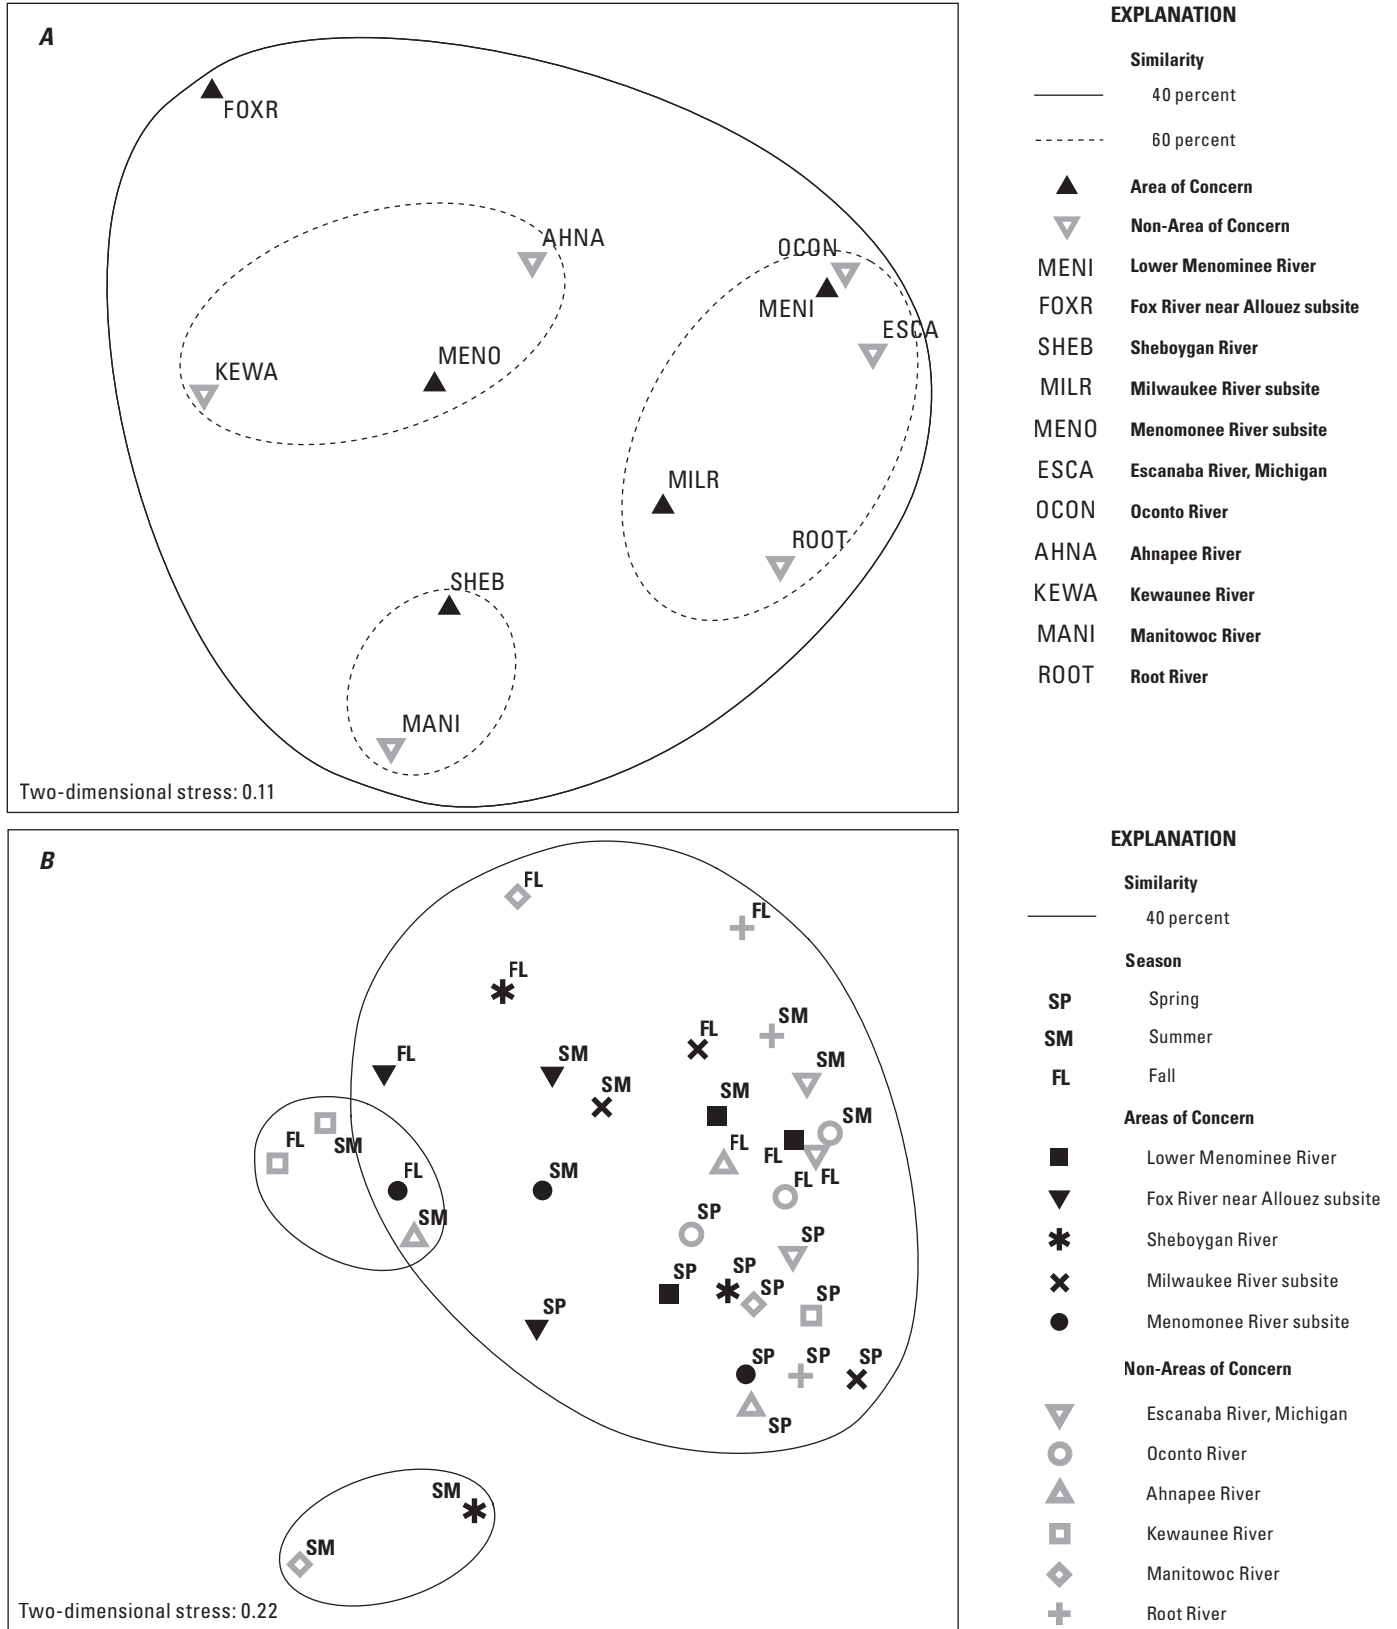 A
FOXR
AHNA
OCON
MENI
ESCA
KEWA
MENO
MILR
ROOT
SHEB
MANI
Two-dimensional stress: 0.11
EXPLANATION
Similarity
40 percent
60 percent
Area of Concern
Non-Area of Concern
MENI Lower Menominee River
FOXR Fox River near Allouez subsite
SHEB Sheboygan River
MILR Milwaukee River subsite
MENO Menomonee River subsite
ESCA Escanaba River, Michigan
OCON Oconto River
AHNA Ahnapee River
KEWA Kewaunee River
MANI Manitowoc River
ROOT Root River
B
FL
FL
FL
SM
FL
FL
SM
SM
SM
SM
SM
FL
SM
FL
FL
FL
SM
FL
SM
FL
SM
SP
SP
SP
SP
SP
SP
SP
SP
SP
SP
SP
SM
SM
Two-dimensional stress: 0.22
EXPLANATION
Similarity
40 percent
Season
SP Spring
SM Summer
FL Fall
Areas of Concern
Lower Menominee River
Fox River near Allouez subsite
Sheboygan River
Milwaukee River subsite
Menomonee River subsite
Non-Areas of Concern
Escanaba River, Michigan
Oconto River
Ahnapee River
Kewaunee River
Manitowoc River
Root River